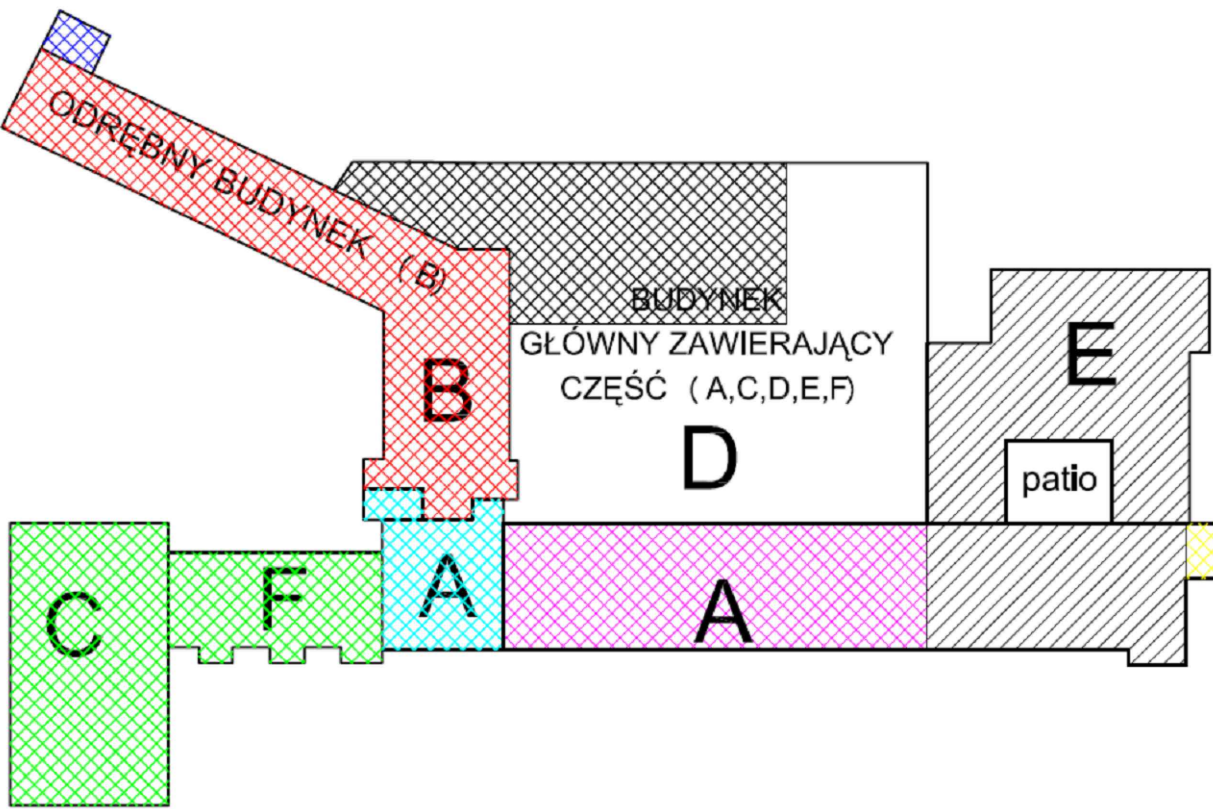 ODRĘBNY BUDYNEK (B)
BUDYNEK
GŁÓWNY ZAWIERAJĄCY
CZĘŚĆ (A,C,D,E,F)
E
B
D
patio
C
F
A
A